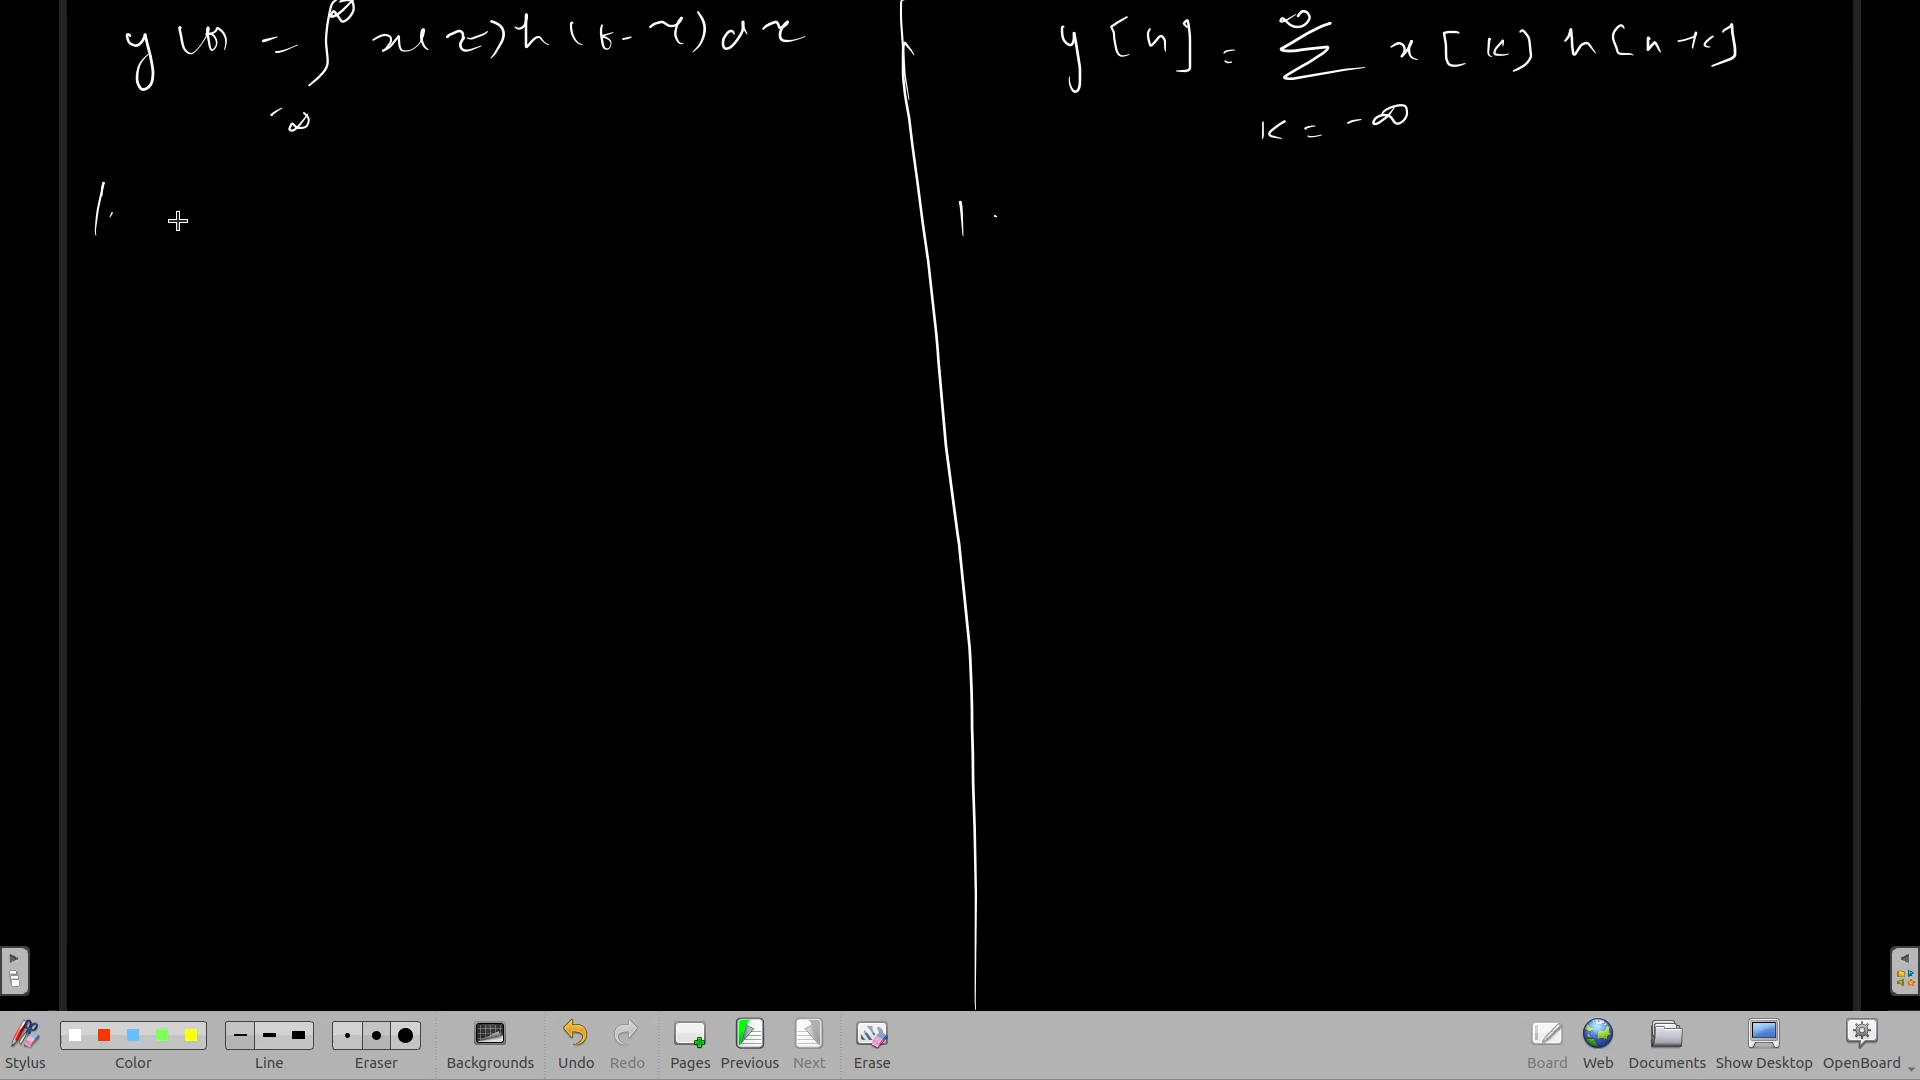 y(t) = ∫_{-∞}^{∞} x(τ) h(t-τ) dτ
y[n] = ∑_{k=-∞}^{∞} x[k] h[n-k]
1.
1.
Stylus Color Line Eraser Backgrounds Undo Redo Pages Previous Next Erase Board Web Documents Show Desktop OpenBoard